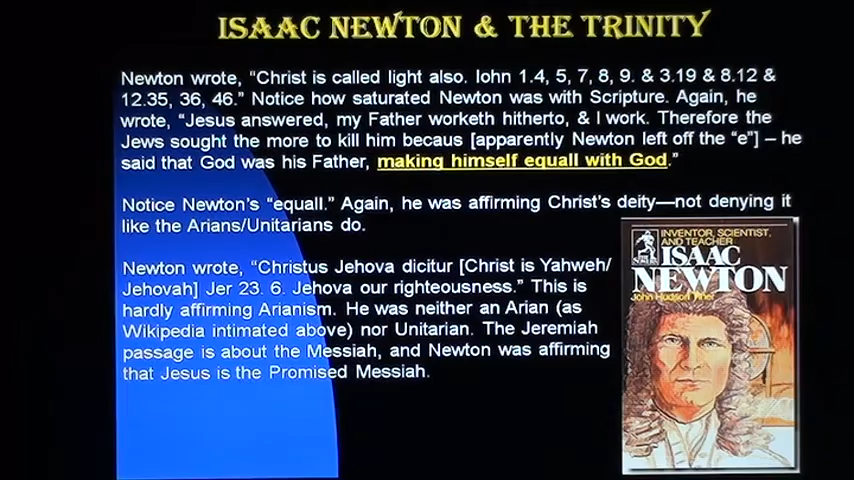 ISAAC NEWTON & THE TRINITY
Newton wrote, “Christ is called light also. Iohn 1.4, 5, 7, 8, 9. & 3.19 & 8.12 &
12.35, 36, 46.” Notice how saturated Newton was with Scripture. Again, he
wrote, “Jesus answered, my Father worketh hitherto, & I work. Therefore the
Jews sought the more to kill him becaus [apparently Newton left off the “e”] – he
said that God was his Father, making himself equall with God.”
Notice Newton’s “equall.” Again, he was affirming Christ’s deity—not denying it
like the Arians/Unitarians do.
Newton wrote, “Christus Jehova dicitur [Christ is Yahweh/
Jehovah] Jer 23. 6. Jehova our righteousness.” This is
hardly affirming Arianism. He was neither an Arian (as
Wikipedia intimated above) nor Unitarian. The Jeremiah
passage is about the Messiah, and Newton was affirming
that Jesus is the Promised Messiah.
INVENTOR, SCIENTIST,
AND TEACHER
ISAAC
NEWTON
John Hudson Tiner